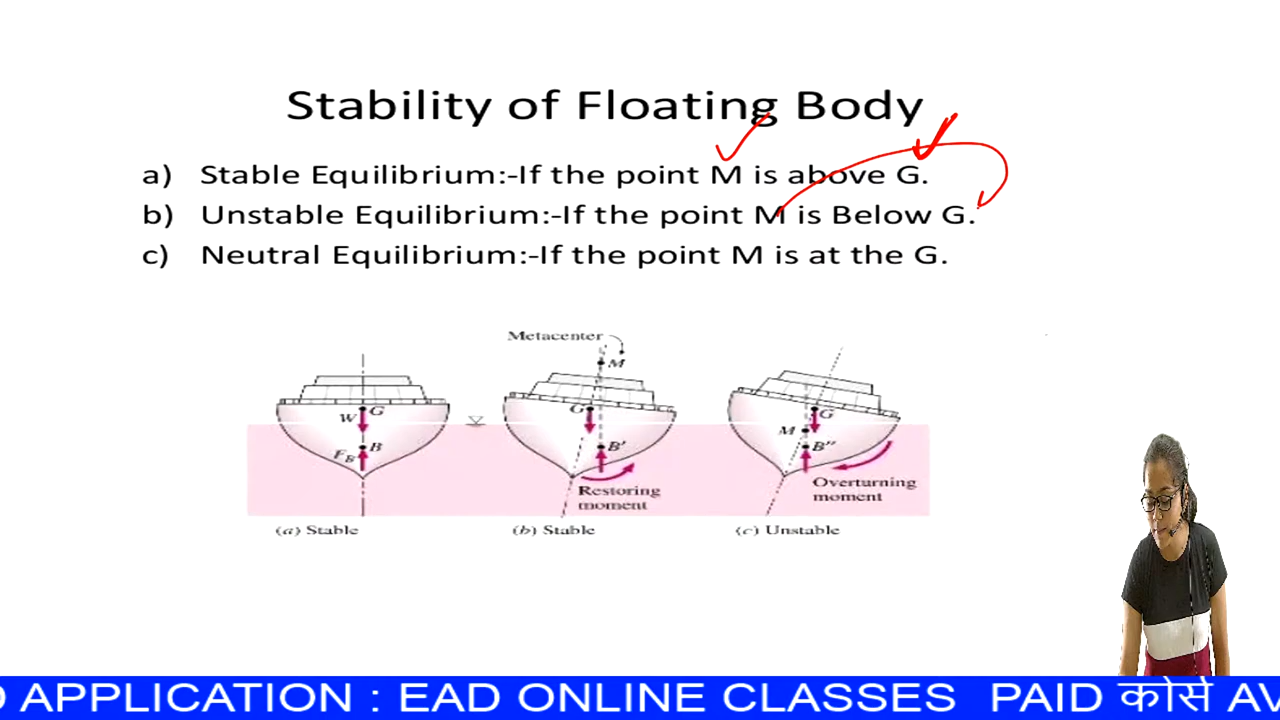 Stability of Floating Body
a) Stable Equilibrium:-If the point M is above G.
b) Unstable Equilibrium:-If the point M is Below G.
c) Neutral Equilibrium:-If the point M is at the G.
Metacenter
M
G
W
B
FB
G
B'
Restoring
moment
G
M
B"
Overturning
moment
(a) Stable
(b) Stable
(c) Unstable
D APPLICATION : EAD ONLINE CLASSES PAID कोर्स AV